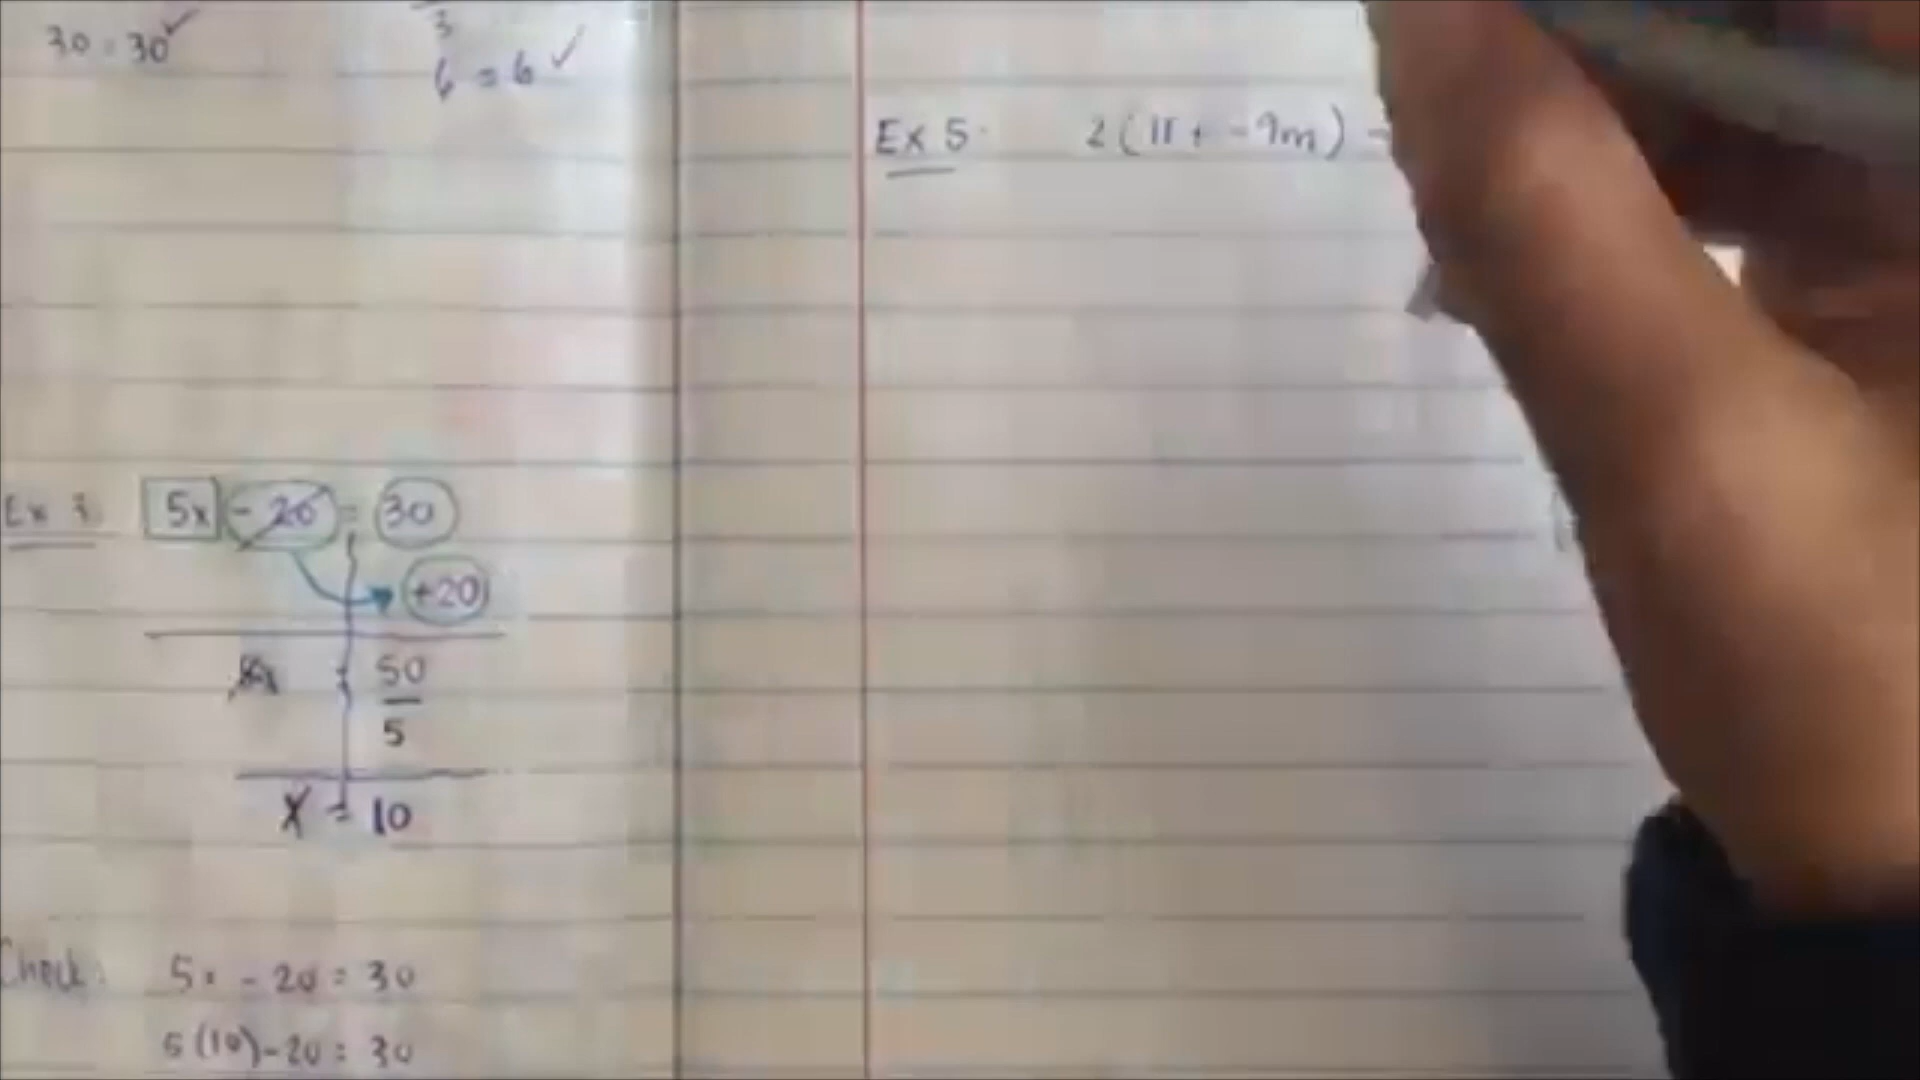 30 = 30 ✓
3
6 = 6 ✓
Ex 3:
5x - 20 = 30
+20
= 50
5
x = 10
Check:
5x - 20 = 30
5(10) - 20 = 30
Ex 5:
2( + -9m) -